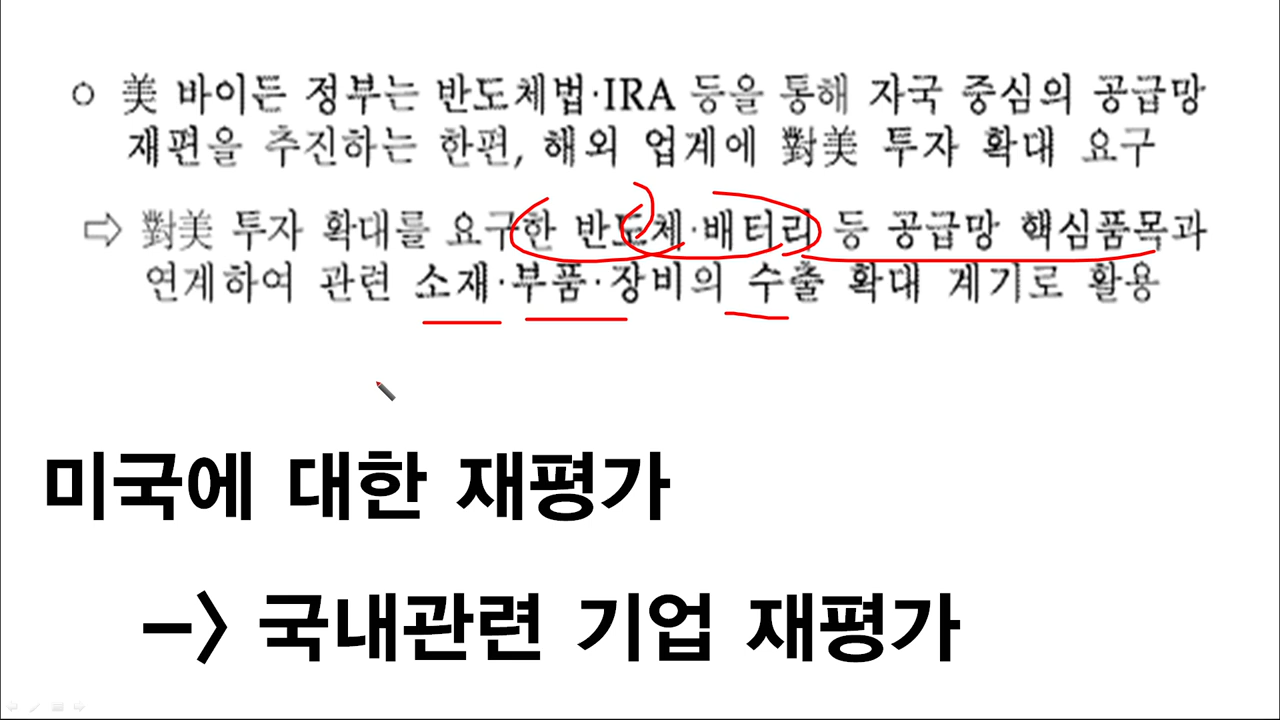 ○ 美 바이든 정부는 반도체법·IRA 등을 통해 자국 중심의 공급망
재편을 추진하는 한편, 해외 업계에 對美 투자 확대 요구
⇨ 對美 투자 확대를 요구한 반도체·배터리 등 공급망 핵심품목과
연계하여 관련 소재·부품·장비의 수출 확대 계기로 활용
미국에 대한 재평가
–> 국내관련 기업 재평가